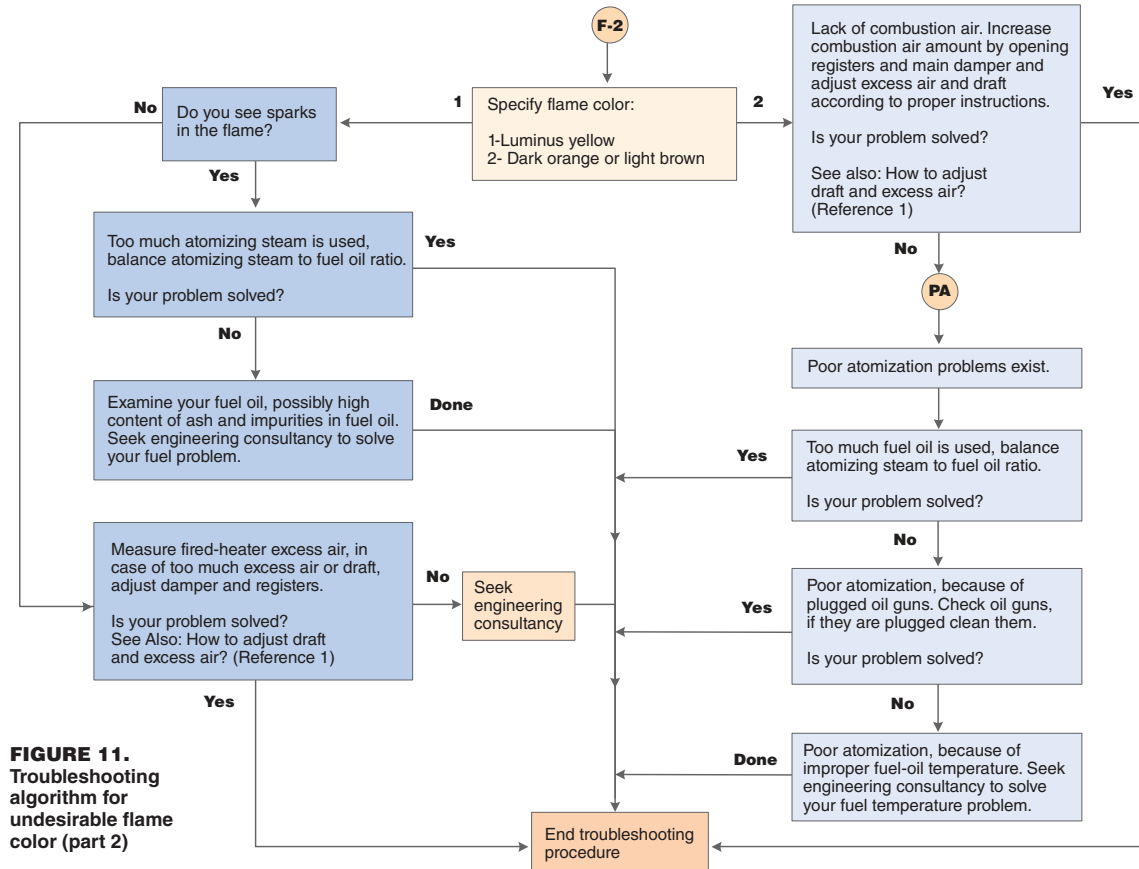 F-2
Specify flame color:
1-Luminus yellow
2- Dark orange or light brown
1
2
No
Do you see sparks
in the flame?
Yes
Too much atomizing steam is used,
balance atomizing steam to fuel oil ratio.
Is your problem solved?
Yes
No
Examine your fuel oil, possibly high
content of ash and impurities in fuel oil.
Seek engineering consultancy to solve
your fuel problem.
Done
Measure fired-heater excess air, in
case of too much excess air or draft,
adjust damper and registers.
Is your problem solved?
See Also: How to adjust draft
and excess air? (Reference 1)
No
Seek
engineering
consultancy
Yes
Lack of combustion air. Increase
combustion air amount by opening
registers and main damper and
adjust excess air and draft
according to proper instructions.
Is your problem solved?
See also: How to adjust
draft and excess air?
(Reference 1)
Yes
No
PA
Poor atomization problems exist.
Too much fuel oil is used, balance
atomizing steam to fuel oil ratio.
Is your problem solved?
Yes
No
Poor atomization, because of
plugged oil guns. Check oil guns,
if they are plugged clean them.
Is your problem solved?
Yes
No
Poor atomization, because of
improper fuel-oil temperature. Seek
engineering consultancy to solve
your fuel temperature problem.
Done
End troubleshooting
procedure
FIGURE 11.
Troubleshooting
algorithm for
undesirable flame
color (part 2)